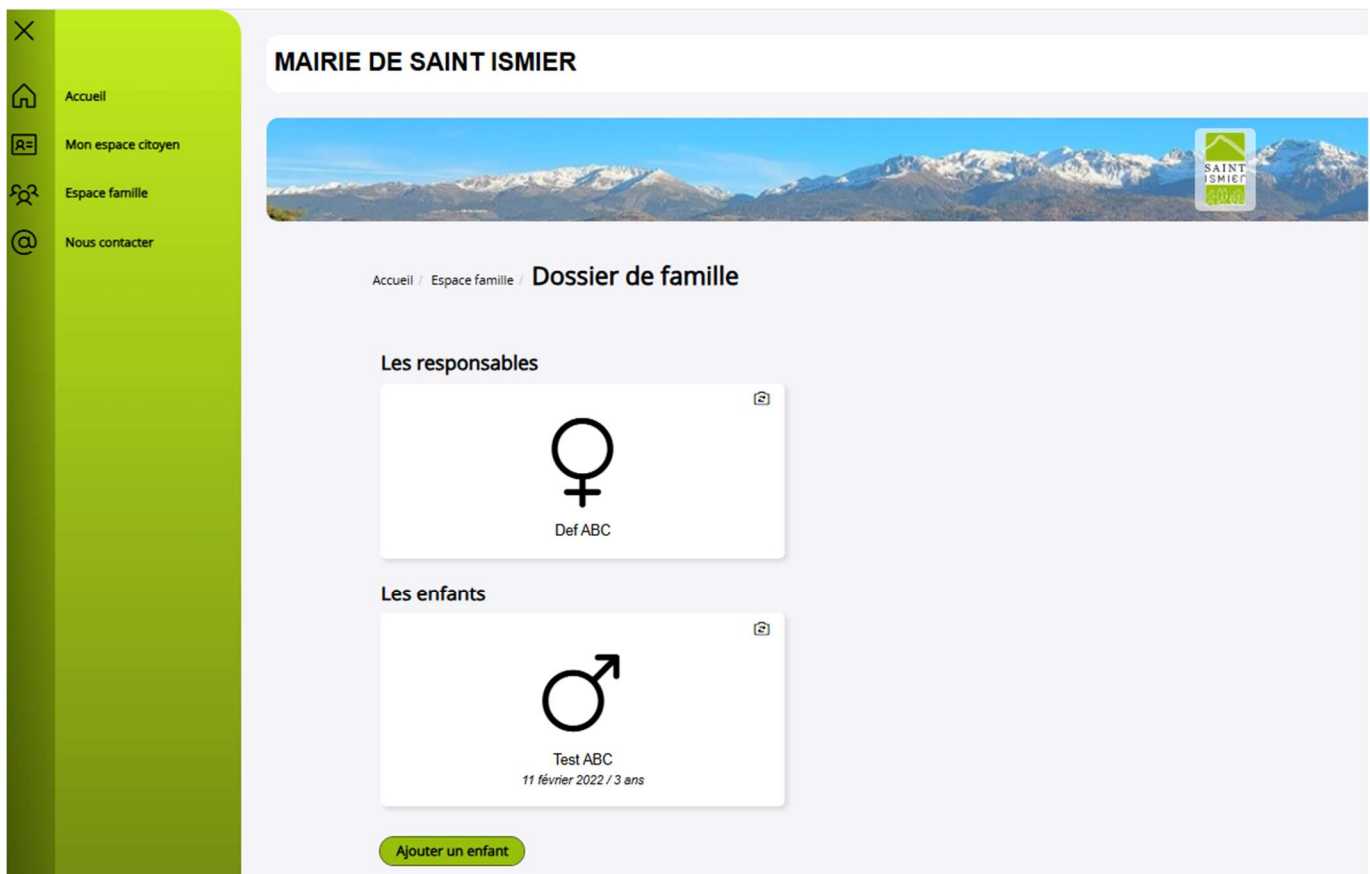 MAIRIE DE SAINT ISMIER
Accueil
Mon espace citoyen
Espace famille
Nous contacter
SAINT
ISMIER
Accueil / Espace famille / Dossier de famille
Les responsables
Def ABC
Les enfants
Test ABC
11 février 2022 / 3 ans
Ajouter un enfant